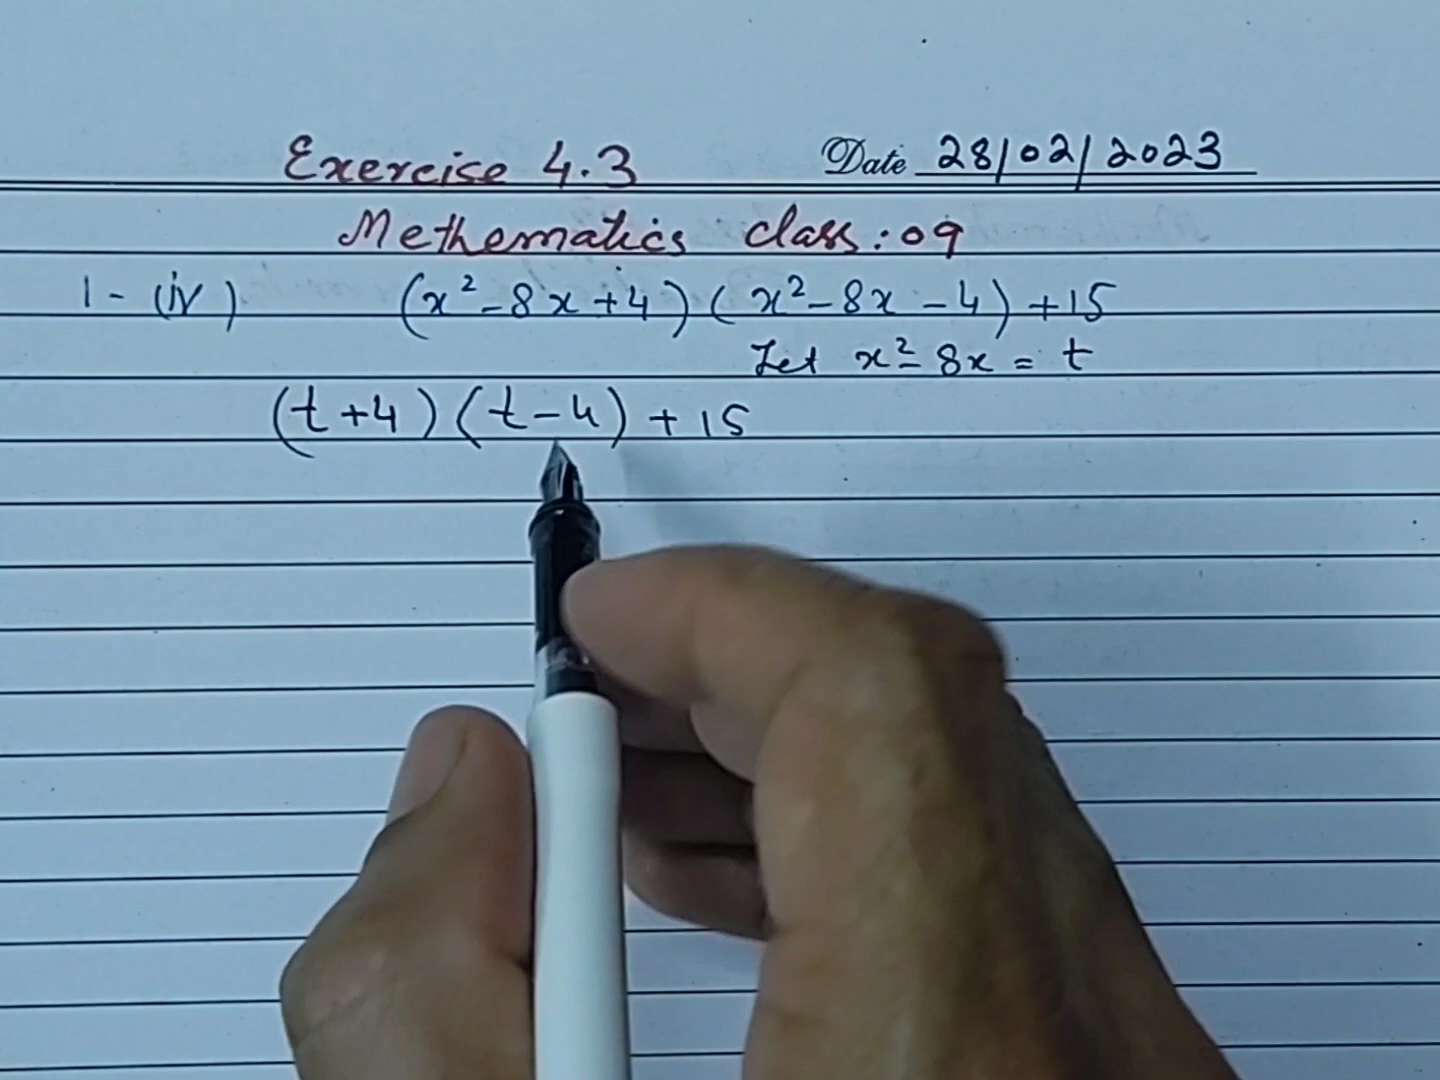 Exercise 4.3 Date 28/02/2023
Methematics class: 09
1 - (iv) (x² - 8x + 4) (x² - 8x - 4) + 15
Let x² - 8x = t
(t + 4) (t - 4) + 15